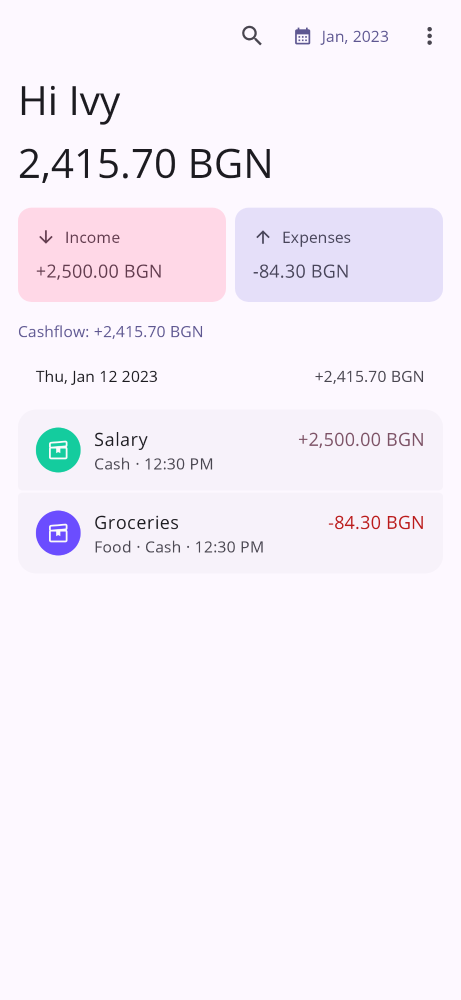 Jan, 2023
Hi Ivy
2,415.70 BGN
Income
+2,500.00 BGN
Expenses
-84.30 BGN
Cashflow: +2,415.70 BGN
Thu, Jan 12 2023
+2,415.70 BGN
Salary
+2,500.00 BGN
Cash · 12:30 PM
Groceries
-84.30 BGN
Food · Cash · 12:30 PM